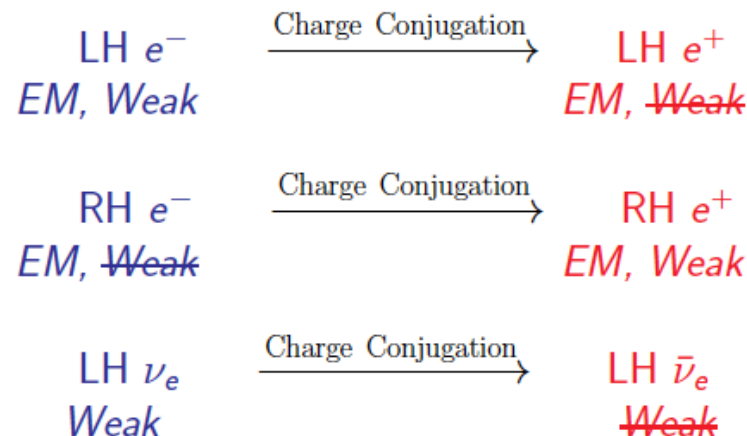 LH e⁻ Charge Conjugation LH e⁺
EM, Weak EM, Weak
RH e⁻ Charge Conjugation RH e⁺
EM, Weak EM, Weak
LH νₑ Charge Conjugation LH ν̄ₑ
Weak Weak